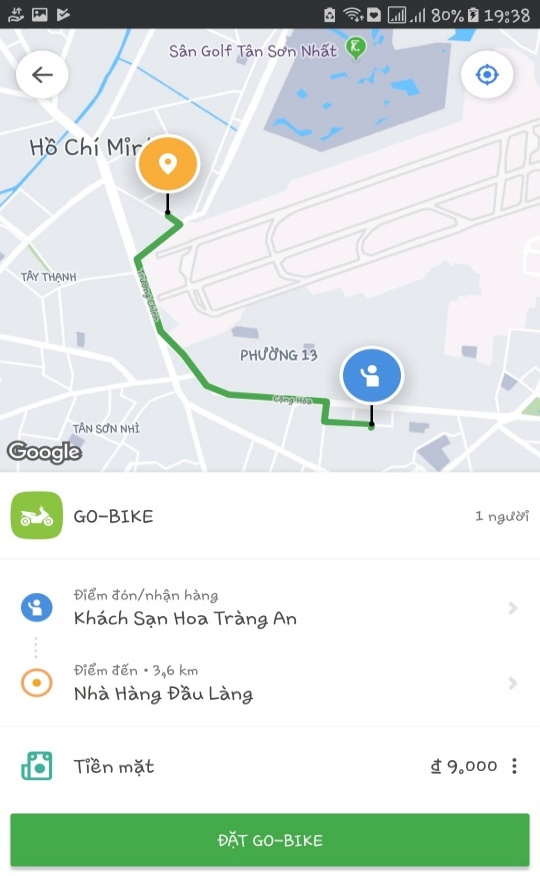 80% 19:38
Sân Golf Tân Sơn Nhất
Hồ Chí Min
TÂY THẠNH
Trường Chinh
PHƯỜNG 13
Cộng Hòa
TÂN SƠN NHÌ
Google
GO-BIKE
1 người
Điểm đón/nhận hàng
Khách Sạn Hoa Tràng An
Điểm đến • 3,6 km
Nhà Hàng Đầu Làng
Tiền mặt
₫ 9.000
ĐẶT GO-BIKE